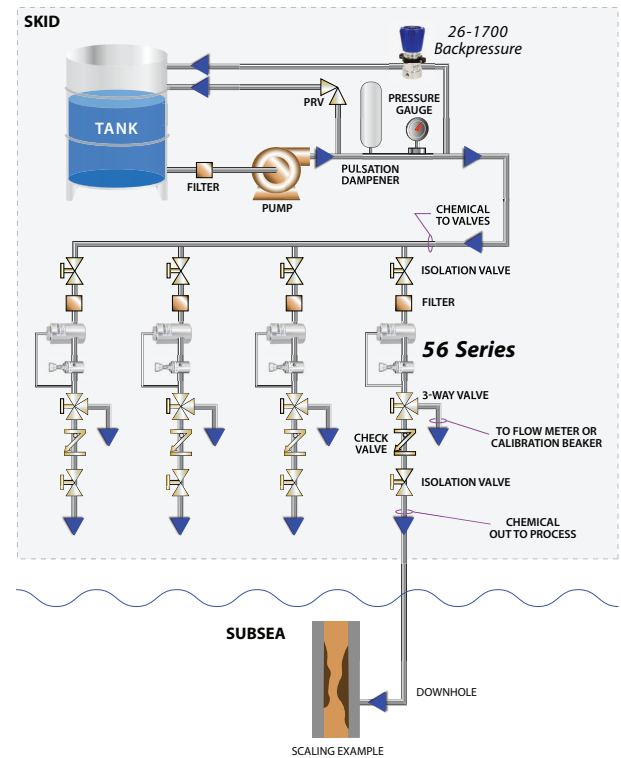 SKID
26-1700
Backpressure
PRV
PRESSURE
GAUGE
TANK
FILTER
PULSATION
DAMPENER
PUMP
CHEMICAL
TO VALVES
ISOLATION VALVE
FILTER
56 Series
3-WAY VALVE
CHECK
VALVE
TO FLOW METER OR
CALIBRATION BEAKER
ISOLATION VALVE
CHEMICAL
OUT TO PROCESS
SUBSEA
DOWNHOLE
SCALING EXAMPLE